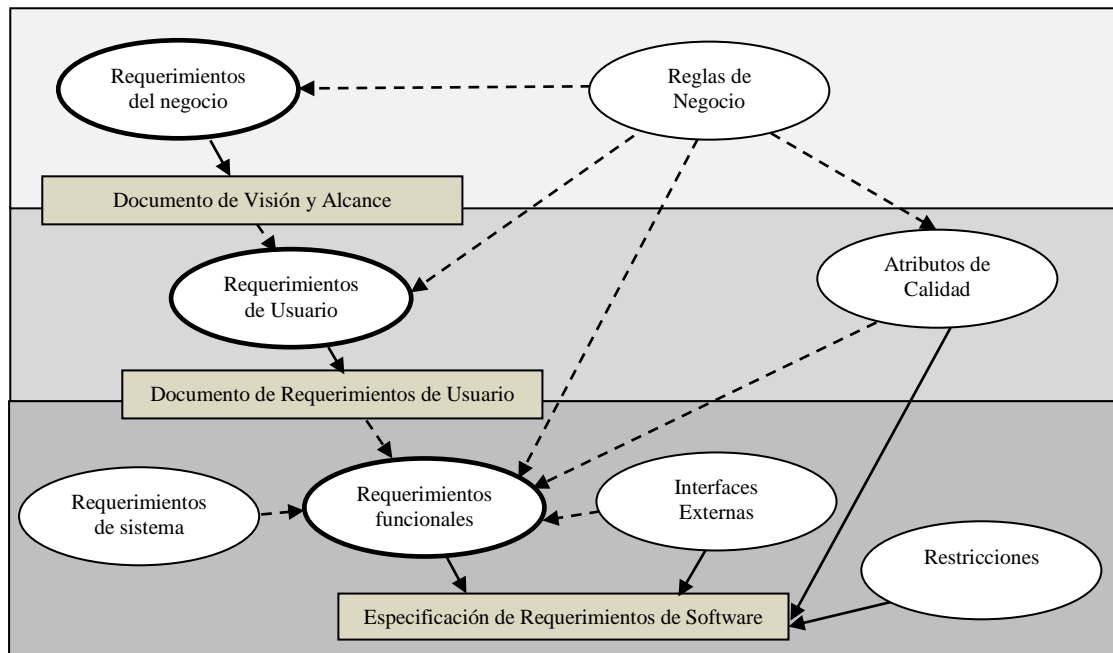 Requerimientos
del negocio
Reglas de
Negocio
Documento de Visión y Alcance
Requerimientos
de Usuario
Atributos de
Calidad
Documento de Requerimientos de Usuario
Requerimientos
de sistema
Requerimientos
funcionales
Interfaces
Externas
Restricciones
Especificación de Requerimientos de Software